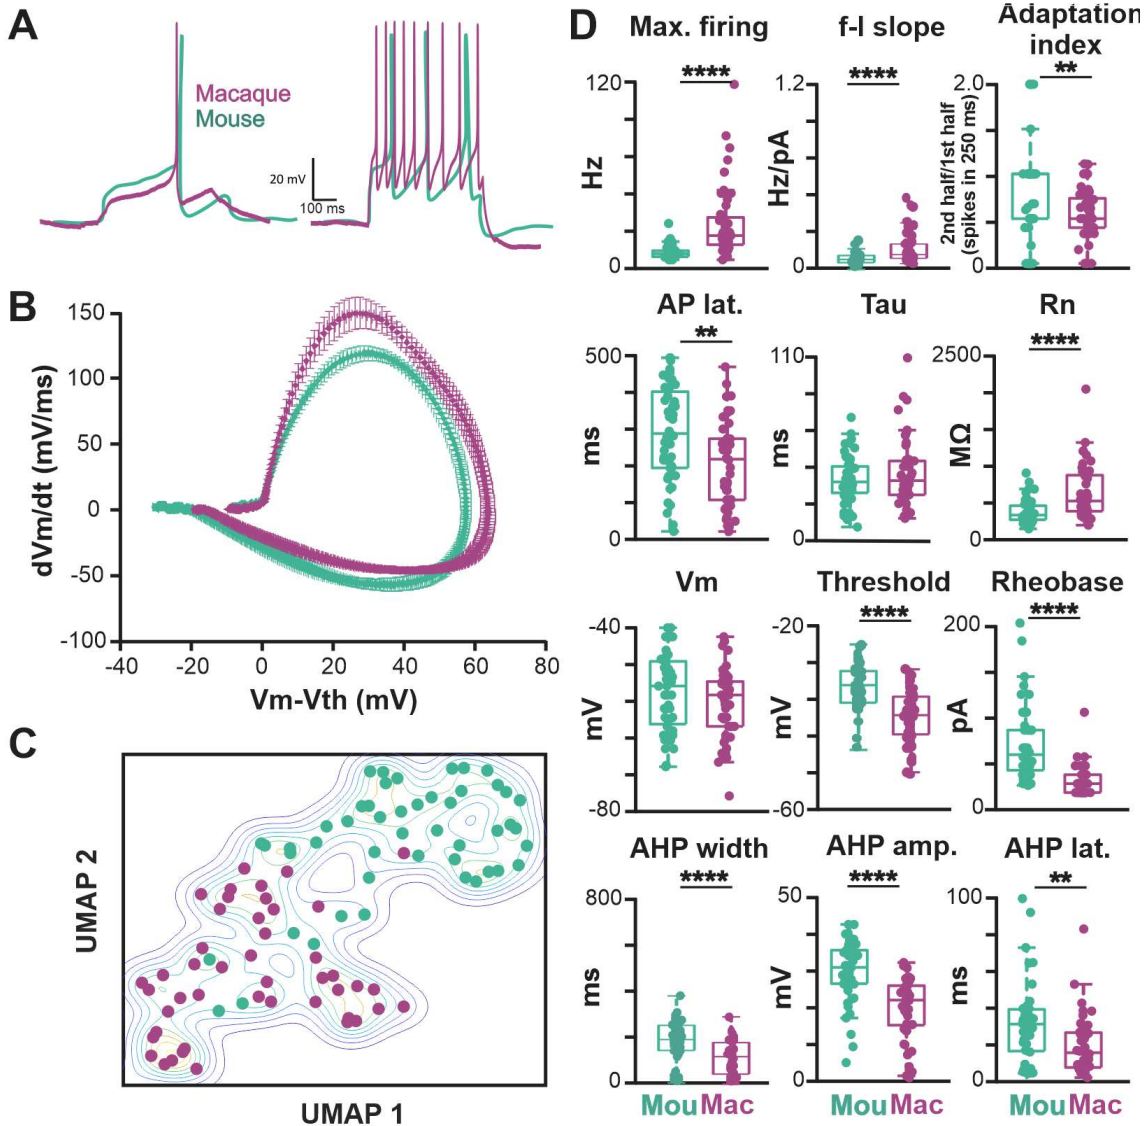 A
Macaque
Mouse
20 mV
100 ms
B
150
100
50
0
-50
-100
-40
-20
0
20
40
60
80
dVm/dt (mV/ms)
Vm-Vth (mV)
C
UMAP 2
UMAP 1
D
Max. firing
****
120
0
Hz
f-I slope
****
1.2
0
Hz/pA
Adaptation
index
**
2.0
0
2nd half/1st half
(spikes in 250 ms)
AP lat.
**
500
0
ms
Tau
110
0
ms
Rn
****
2500
0
MΩ
Vm
-40
-80
mV
Threshold
****
-20
-60
mV
Rheobase
****
200
0
pA
AHP width
****
800
0
ms
AHP amp.
****
50
0
mV
AHP lat.
**
100
0
ms
Mou Mac
Mou Mac
Mou Mac